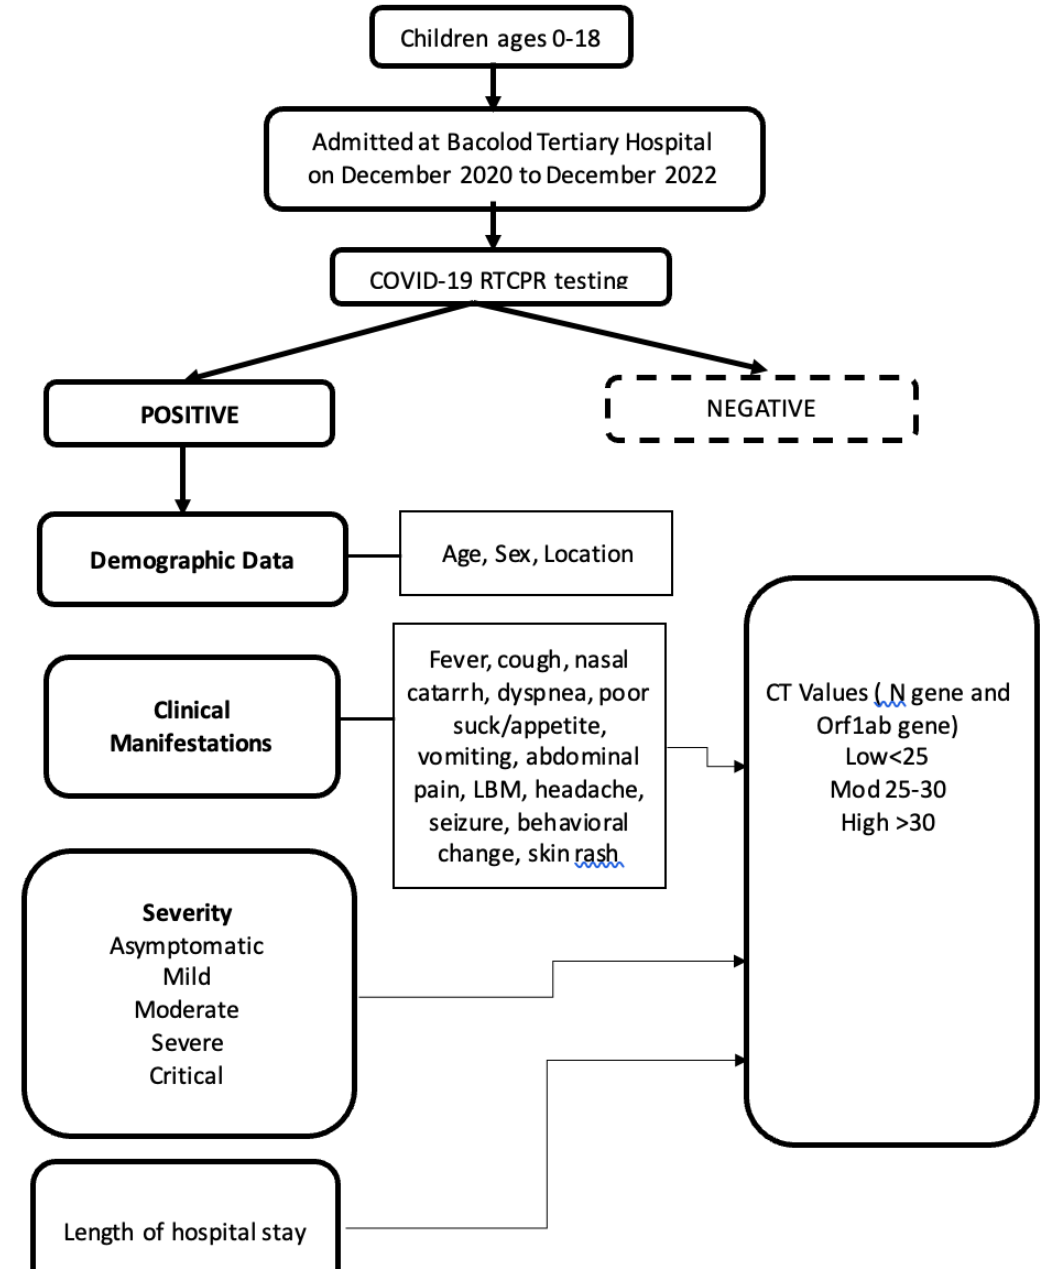 Children ages 0-18
Admitted at Bacolod Tertiary Hospital
on December 2020 to December 2022
COVID-19 RTCPR testing
POSITIVE
NEGATIVE
Demographic Data
Age, Sex, Location
Clinical
Manifestations
Fever, cough, nasal
catarrh, dyspnea, poor
suck/appetite,
vomiting, abdominal
pain, LBM, headache,
seizure, behavioral
change, skin rash
CT Values ( N gene and
Orf1ab gene)
Low<25
Mod 25-30
High >30
Severity
Asymptomatic
Mild
Moderate
Severe
Critical
Length of hospital stay